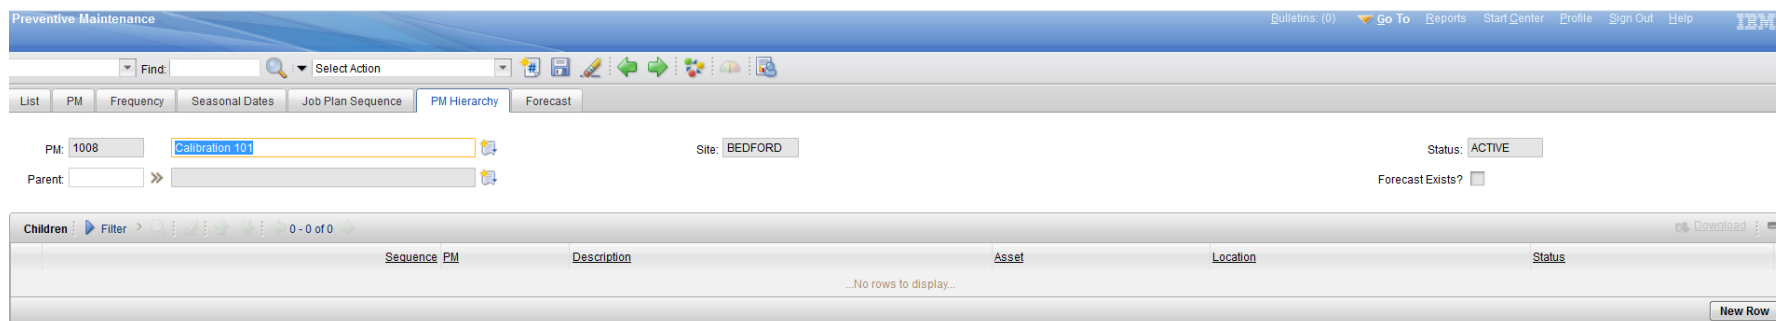 Preventive Maintenance Bulletins: (0) Go To Reports Start Center Profile Sign Out Help IBM
Find: Select Action
List PM Frequency Seasonal Dates Job Plan Sequence PM Hierarchy Forecast
PM: 1008 Calibration 101 Site: BEDFORD Status: ACTIVE
Parent: Forecast Exists?
Children Filter 0 - 0 of 0 Download
Sequence PM Description Asset Location Status
...No rows to display...
New Row